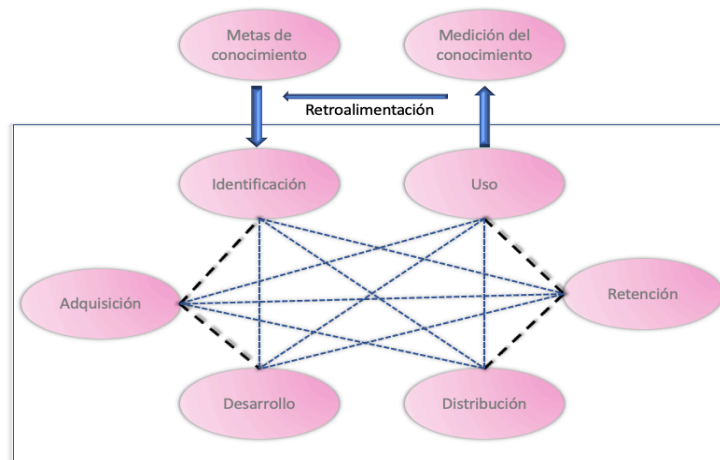 Metas de
conocimiento
Medición del
conocimiento
Retroalimentación
Identificación
Uso
Adquisición
Retención
Desarrollo
Distribución